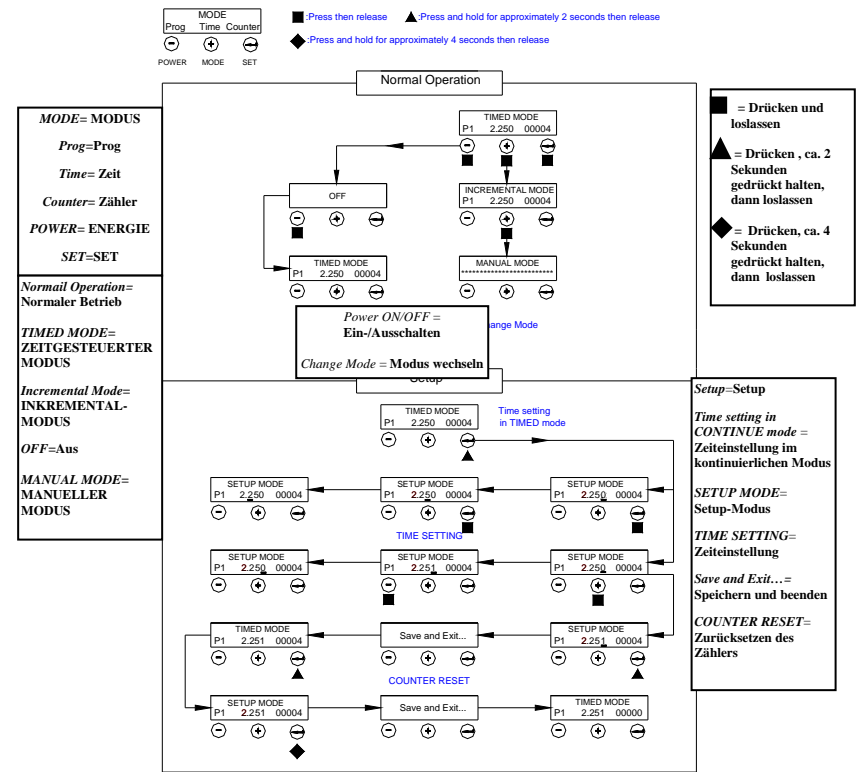 MODE
Prog Time Counter
POWER MODE SET
:Press then release
:Press and hold for approximately 2 seconds then release
:Press and hold for approximately 4 seconds then release
Normal Operation
MODE= MODUS
Prog=Prog
Time= Zeit
Counter= Zähler
POWER= ENERGIE
SET=SET
Normail Operation=
Normaler Betrieb
TIMED MODE=
ZEITGESTEUERTER
MODUS
Incremental Mode=
INKREMENTAL-
MODUS
OFF=Aus
MANUAL MODE=
MANUELLER
MODUS
TIMED MODE
P1 2.250 00004
OFF
INCREMENTAL MODE
P1 2.250 00004
TIMED MODE
P1 2.250 00004
MANUAL MODE
*************************
Power ON/OFF =
Ein-/Ausschalten
Change Mode = Modus wechseln
ange Mode
= Drücken und
loslassen
= Drücken , ca. 2
Sekunden
gedrückt halten,
dann loslassen
= Drücken, ca. 4
Sekunden
gedrückt halten,
dann loslassen
Setup
TIMED MODE
P1 2.250 00004
Time setting
in TIMED mode
SETUP MODE
P1 2.250 00004
SETUP MODE
P1 2.250 00004
SETUP MODE
P1 2.250 00004
TIME SETTING
SETUP MODE
P1 2.250 00004
SETUP MODE
P1 2.251 00004
SETUP MODE
P1 2.250 00004
TIMED MODE
P1 2.251 00004
Save and Exit...
SETUP MODE
P1 2.251 00004
COUNTER RESET
SETUP MODE
P1 2.251 00004
Save and Exit...
TIMED MODE
P1 2.251 00000
Setup=Setup
Time setting in
CONTINUE mode =
Zeiteinstellung im
kontinuierlichen Modus
SETUP MODE=
Setup-Modus
TIME SETTING=
Zeiteinstellung
Save and Exit…=
Speichern und beenden
COUNTER RESET=
Zurücksetzen des
Zählers